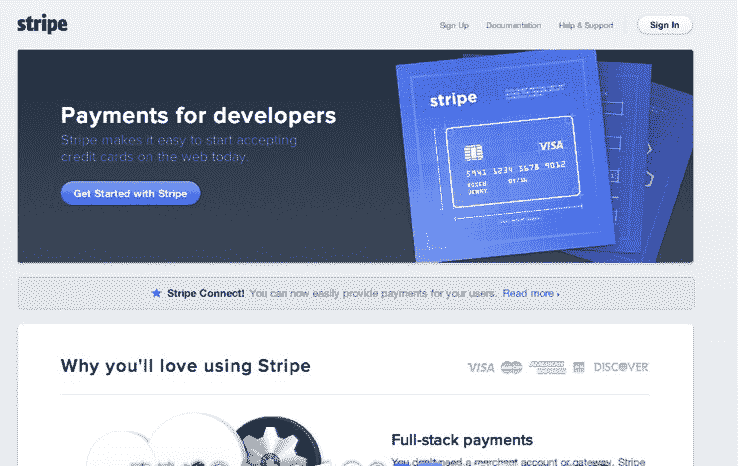 stripe
Sign Up Documentation Help & Support Sign In
Payments for developers
Stripe makes it easy to start accepting
credit cards on the web today.
Get Started with Stripe
stripe
VISA
5941 1234 3678 9012
04/16
★ Stripe Connect! You can now easily provide payments for your users. Read more ›
Why you'll love using Stripe
VISA DISCOVER
Full-stack payments
You don't need a merchant account or gateway. Stripe